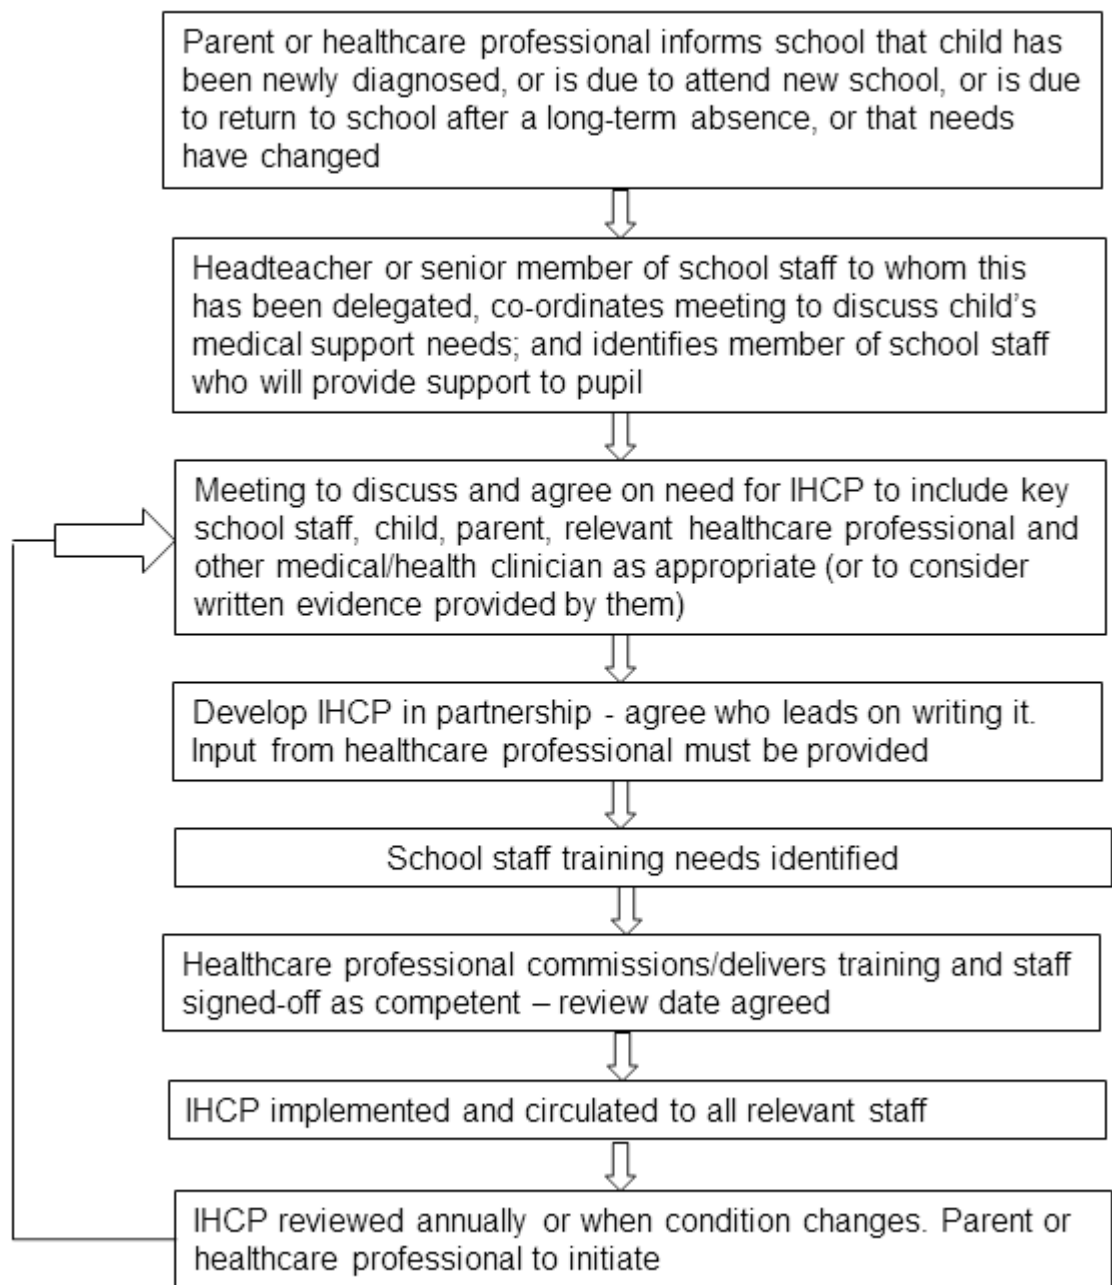 Parent or healthcare professional informs school that child has
been newly diagnosed, or is due to attend new school, or is due
to return to school after a long-term absence, or that needs
have changed
Headteacher or senior member of school staff to whom this
has been delegated, co-ordinates meeting to discuss child's
medical support needs; and identifies member of school staff
who will provide support to pupil
Meeting to discuss and agree on need for IHCP to include key
school staff, child, parent, relevant healthcare professional and
other medical/health clinician as appropriate (or to consider
written evidence provided by them)
Develop IHCP in partnership - agree who leads on writing it.
Input from healthcare professional must be provided
School staff training needs identified
Healthcare professional commissions/delivers training and staff
signed-off as competent – review date agreed
IHCP implemented and circulated to all relevant staff
IHCP reviewed annually or when condition changes. Parent or
healthcare professional to initiate